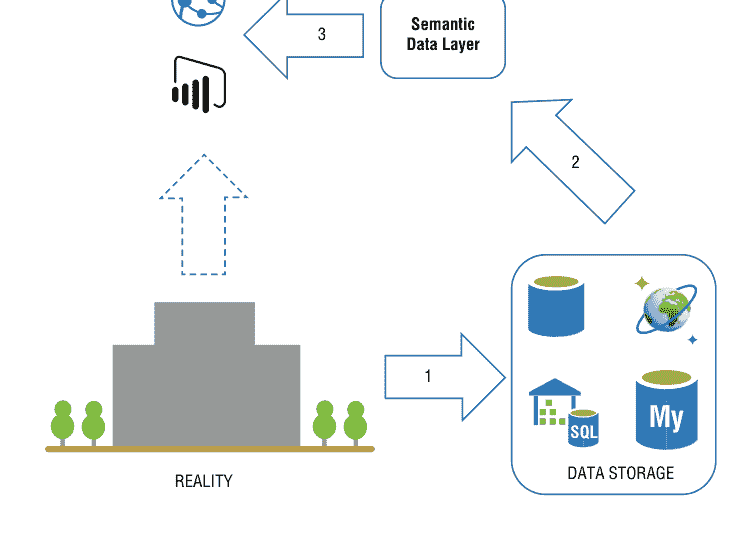 3
Semantic
Data Layer
2
1
SQL
My
REALITY
DATA STORAGE